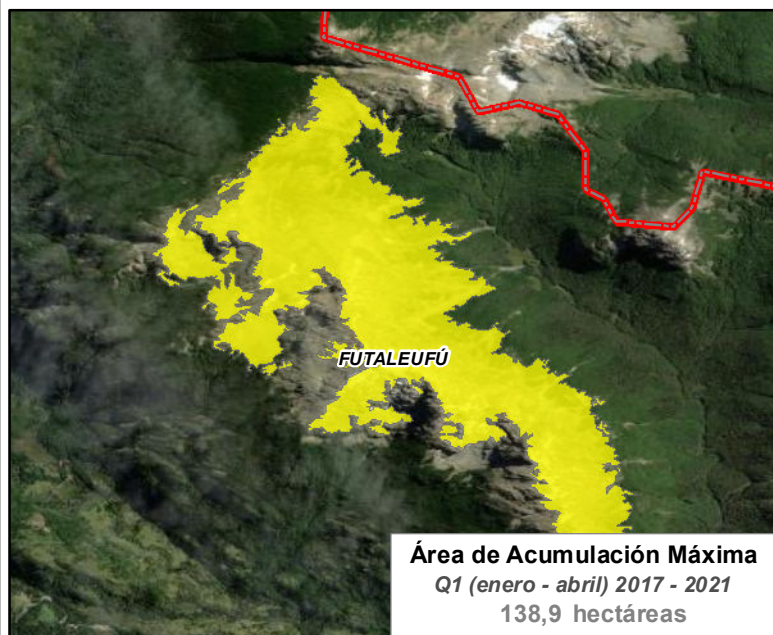 FUTALEUFÚ
Área de Acumulación Máxima
Q1 (enero - abril) 2017 - 2021
138,9 hectáreas